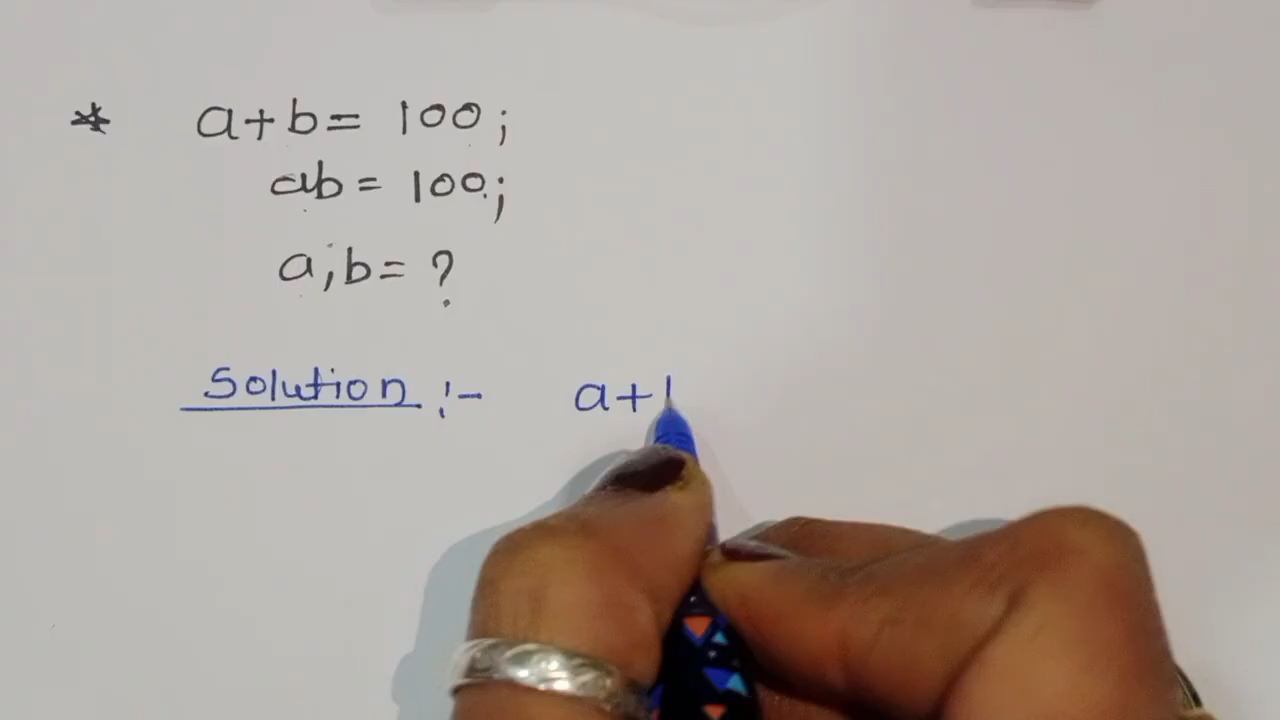 * a+b= 100;
ab= 100;
a,b= ?
Solution :- a+